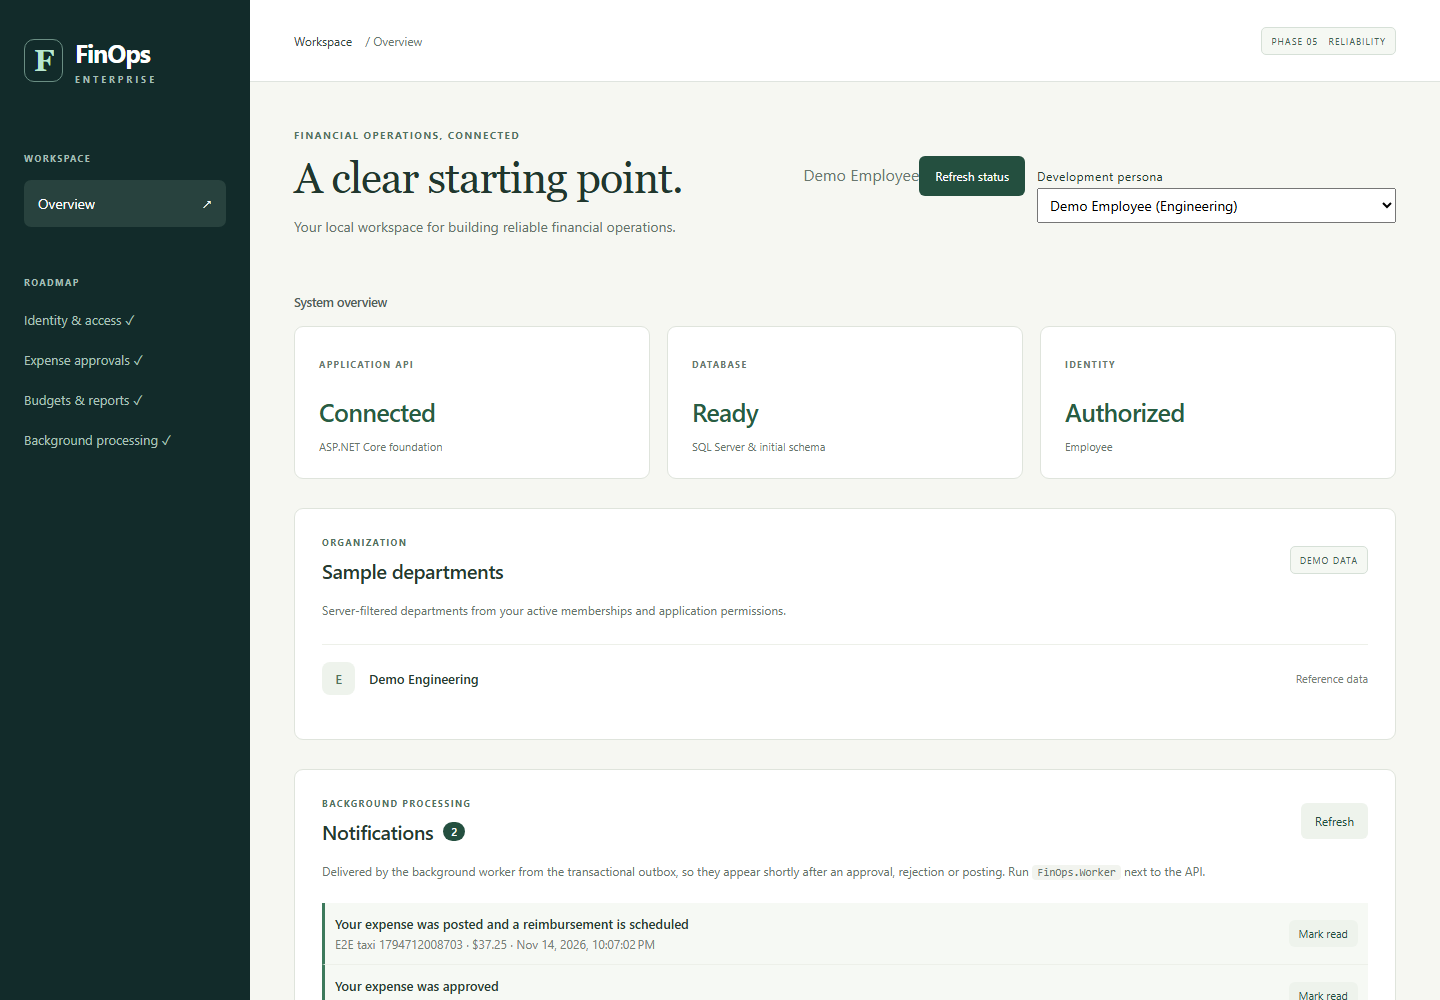 F
FinOps
ENTERPRISE
WORKSPACE
Overview ↗
ROADMAP
Identity & access ✓
Expense approvals ✓
Budgets & reports ✓
Background processing ✓
Workspace / Overview
PHASE 05 RELIABILITY
FINANCIAL OPERATIONS, CONNECTED
A clear starting point.
Your local workspace for building reliable financial operations.
Demo Employee
Refresh status
Development persona
Demo Employee (Engineering)
System overview
APPLICATION API
Connected
ASP.NET Core foundation
DATABASE
Ready
SQL Server & initial schema
IDENTITY
Authorized
Employee
ORGANIZATION
Sample departments
DEMO DATA
Server-filtered departments from your active memberships and application permissions.
E Demo Engineering Reference data
BACKGROUND PROCESSING
Notifications 2
Refresh
Delivered by the background worker from the transactional outbox, so they appear shortly after an approval, rejection or posting. Run FinOps.Worker next to the API.
Your expense was posted and a reimbursement is scheduled
E2E taxi 1794712008703 · $37.25 · Nov 14, 2026, 10:07:02 PM
Mark read
Your expense was approved
Mark read